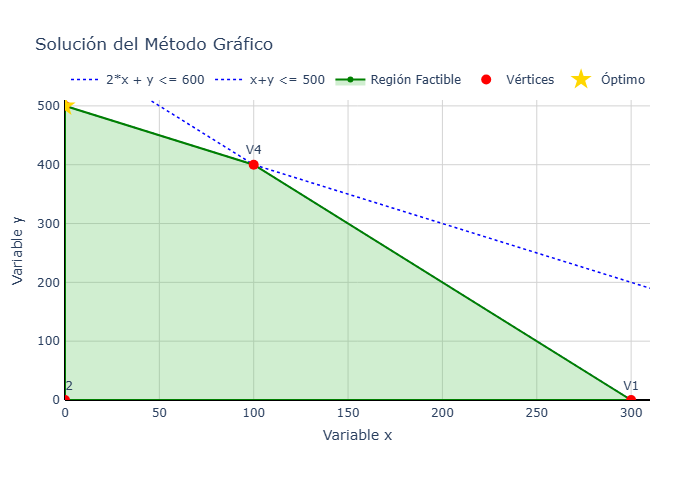 Solución del Método Gráfico
2*x + y <= 600 x+y <= 500 Región Factible Vértices Óptimo
500
V4
400
300
200
100
2 V1
0
0 50 100 150 200 250 300
Variable x
Variable y